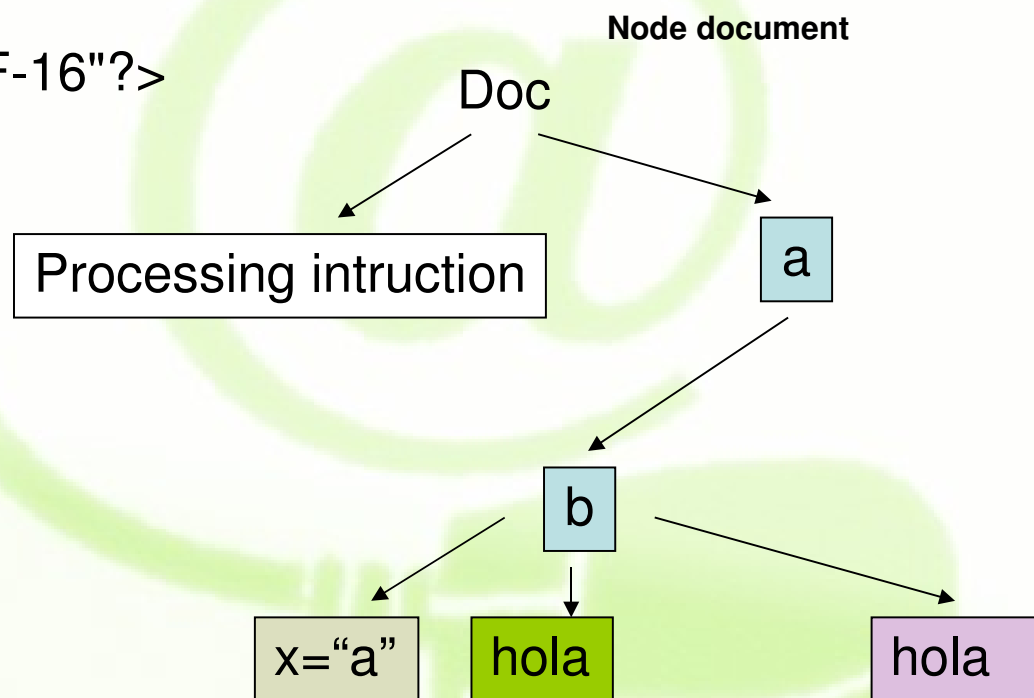 Node document
F-16"?>
Doc
Processing intruction
a
b
x=“a”
hola
hola